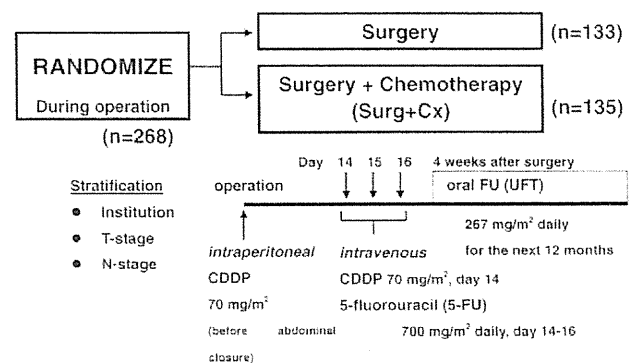 RANDOMIZE
During operation
(n=268)
Surgery
(n=133)
Surgery + Chemotherapy
(Surg+Cx)
(n=135)
Stratification
Institution
T-stage
N-stage
Day 14 15 16 4 weeks after surgery
operation
oral FU (UFT)
267 mg/m² daily
for the next 12 months
intraperitoneal
CDDP
70 mg/m²
(before abdominal
closure)
intravenous
CDDP 70 mg/m², day 14
5-fluorouracil (5-FU)
700 mg/m² daily, day 14-16